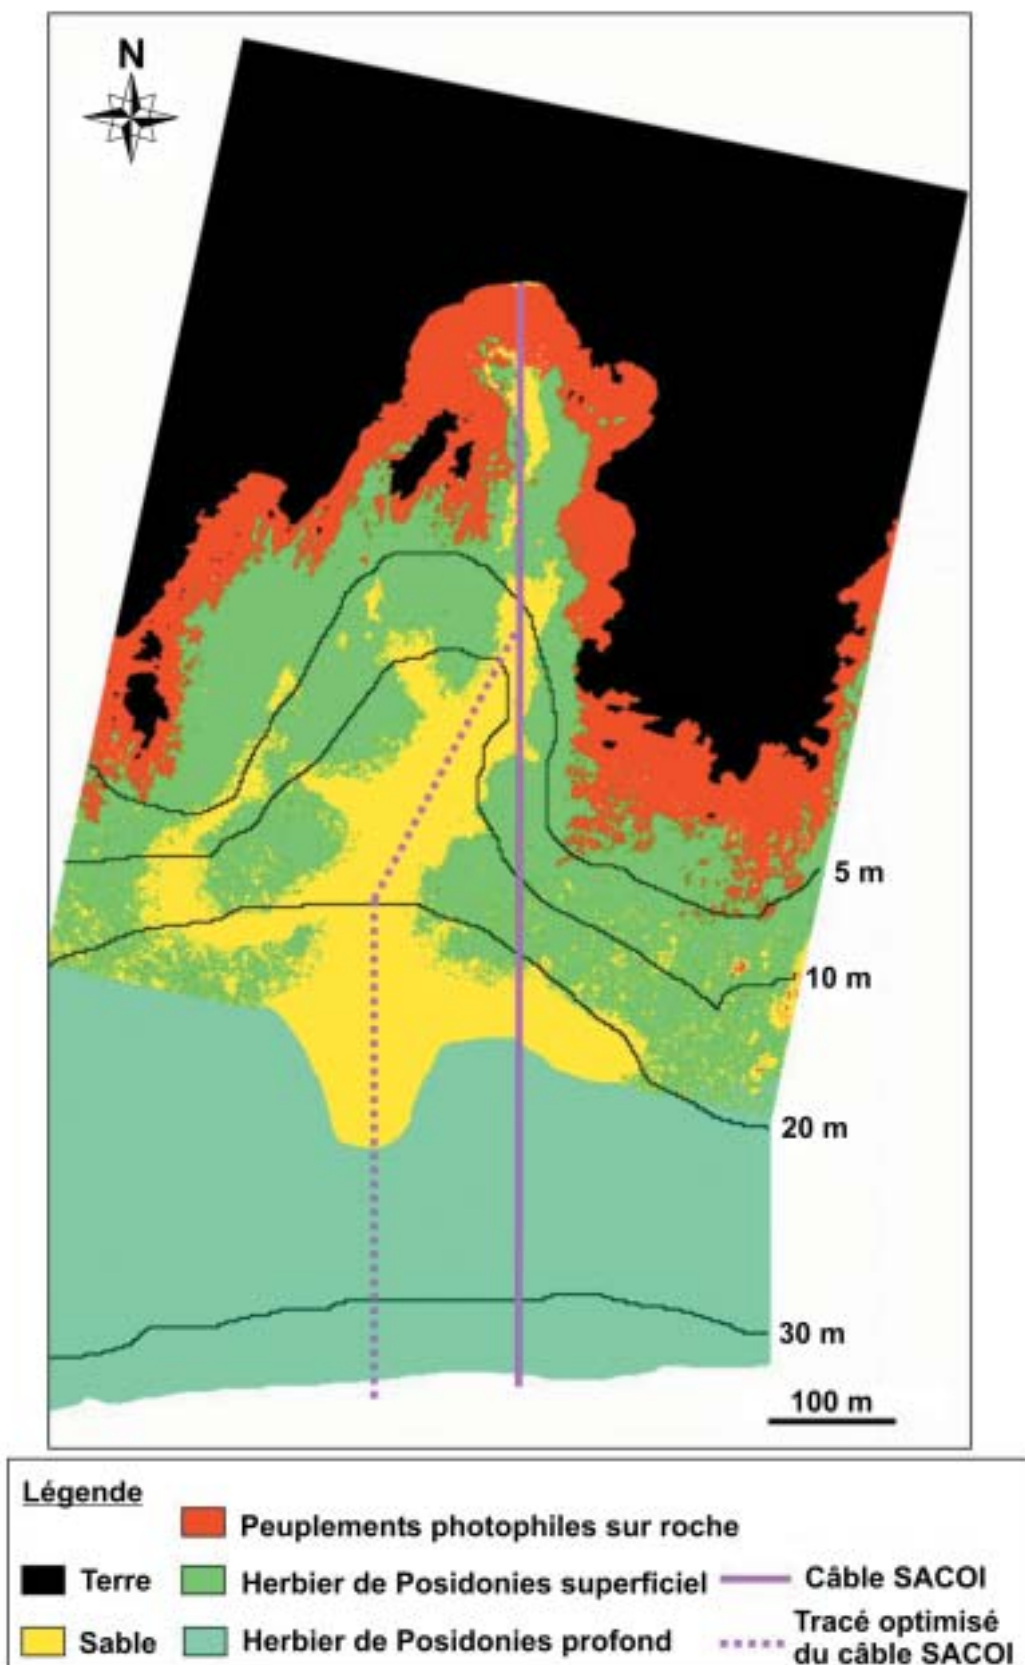 N
5 m
10 m
20 m
30 m
100 m
Légende
Peuplements photophiles sur roche
Terre
Herbier de Posidonies superficiel
Câble SACOI
Sable
Herbier de Posidonies profond
Tracé optimisé
du câble SACOI